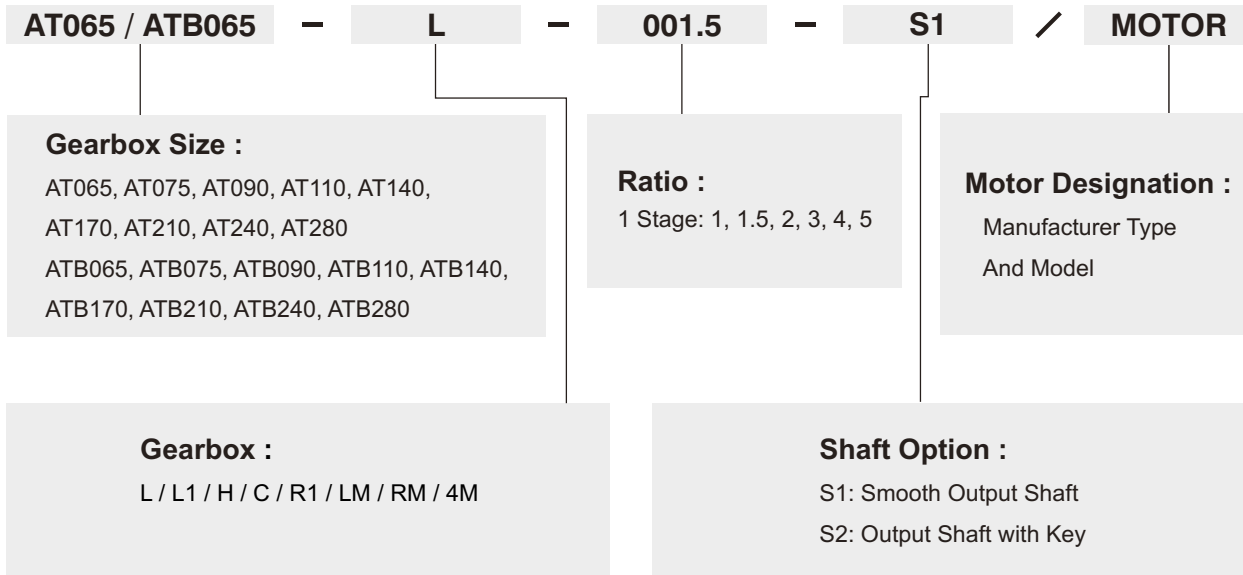 AT065 / ATB065 – L – 001.5 – S1 / MOTOR
Gearbox Size :
AT065, AT075, AT090, AT110, AT140,
AT170, AT210, AT240, AT280
ATB065, ATB075, ATB090, ATB110, ATB140,
ATB170, ATB210, ATB240, ATB280
Ratio :
1 Stage: 1, 1.5, 2, 3, 4, 5
Motor Designation :
Manufacturer Type
And Model
Gearbox :
L / L1 / H / C / R1 / LM / RM / 4M
Shaft Option :
S1: Smooth Output Shaft
S2: Output Shaft with Key